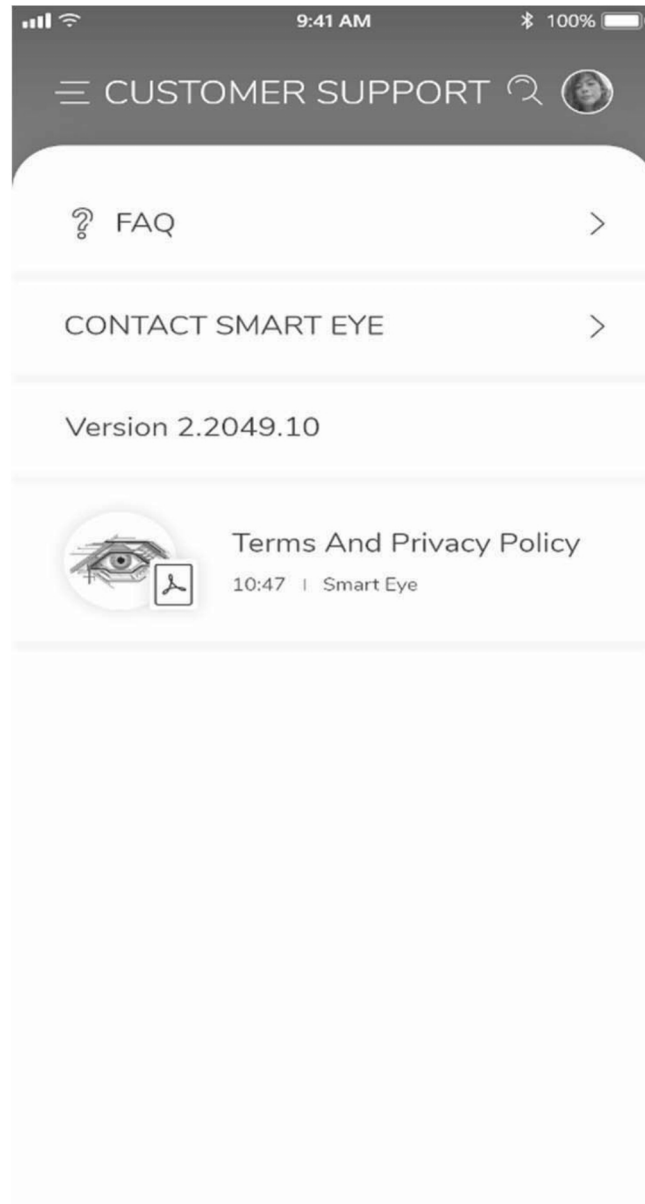 9:41 AM
100%
CUSTOMER SUPPORT
FAQ
CONTACT SMART EYE
Version 2.2049.10
Terms And Privacy Policy
10:47 | Smart Eye